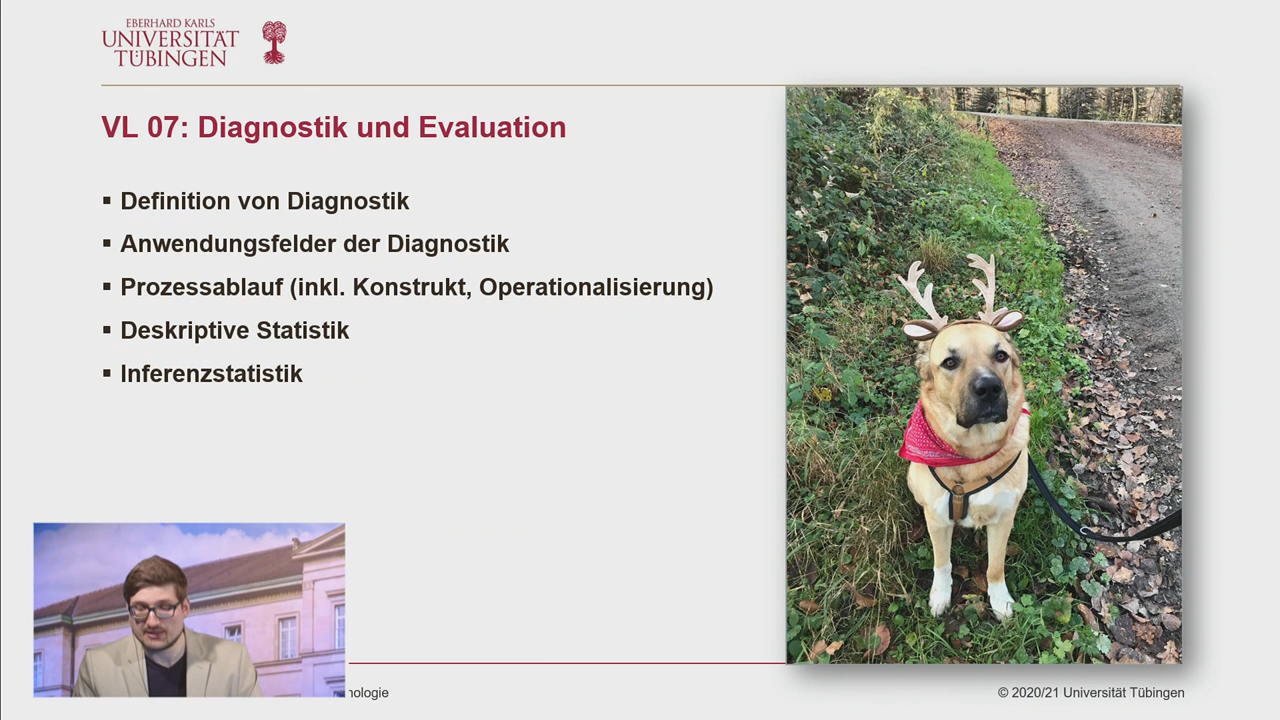 EBERHARD KARLS
UNIVERSITÄT
TÜBINGEN
VL 07: Diagnostik und Evaluation
▪ Definition von Diagnostik
▪ Anwendungsfelder der Diagnostik
▪ Prozessablauf (inkl. Konstrukt, Operationalisierung)
▪ Deskriptive Statistik
▪ Inferenzstatistik
© 2020/21 Universität Tübingen